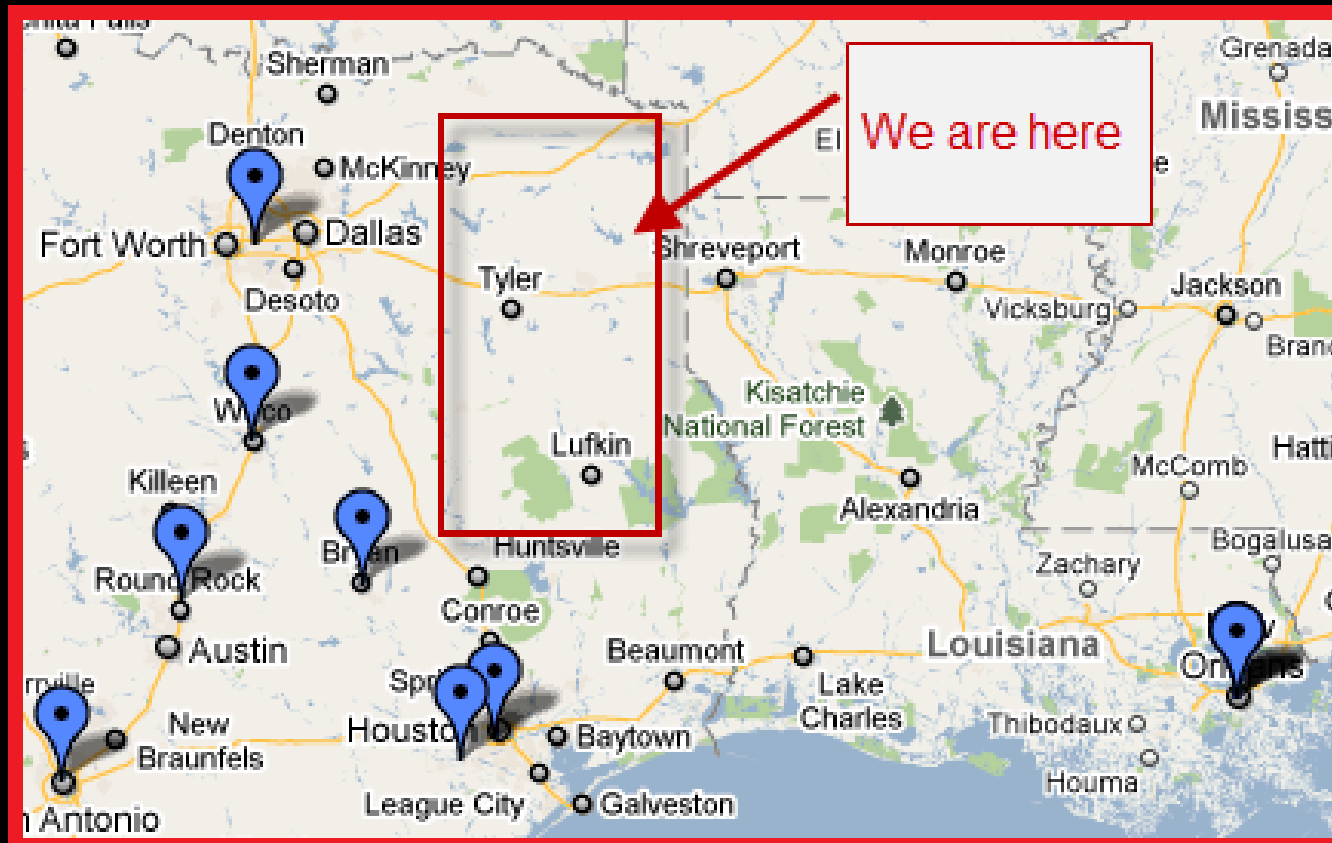 Sherman
Grenada
Mississ
Denton
McKinney
We are here
Fort Worth
Dallas
Desoto
Tyler
Shreveport
Monroe
Jackson
Vicksburg
Kisatchie
National Forest
Lufkin
Killeen
McComb
Alexandria
Huntsville
Round Rock
Zachary
Bogalusa
Conroe
Austin
Beaumont
Louisiana
Lake
Charles
New
Braunfels
Houston
Baytown
Thibodaux
Houma
League City
Galveston
Antonio